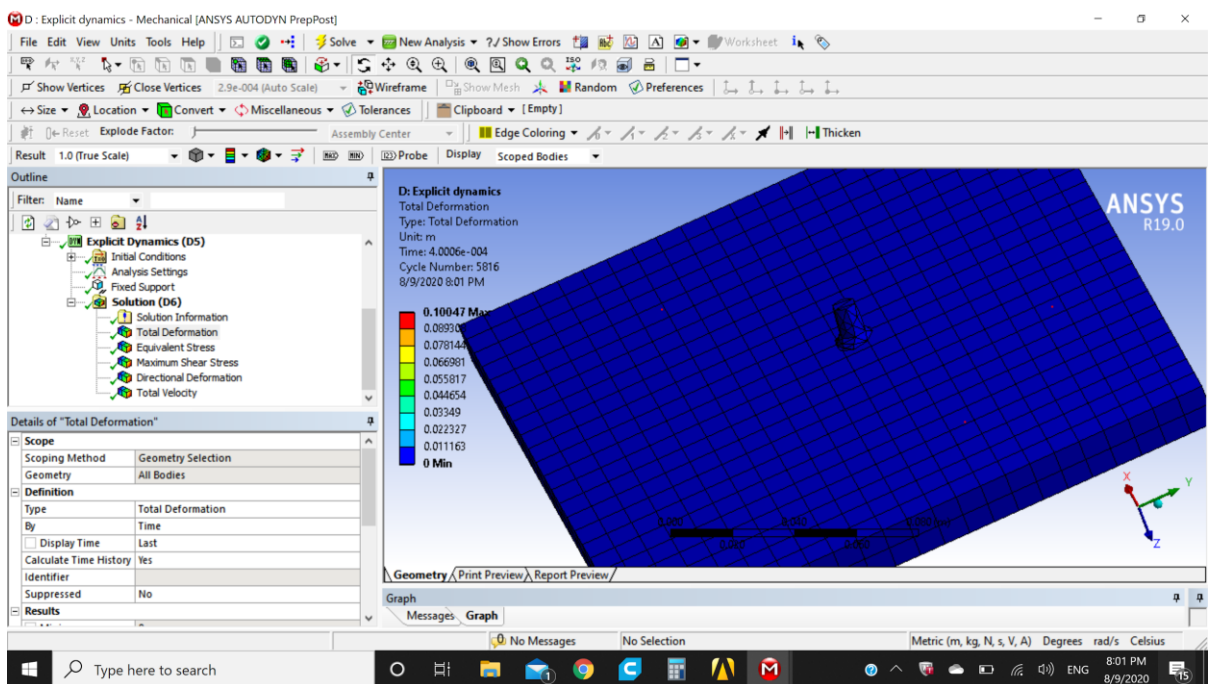 D : Explicit dynamics - Mechanical [ANSYS AUTODYN PrepPost]
File Edit View Units Tools Help Solve New Analysis ?/ Show Errors A Worksheet
Show Vertices Close Vertices 2.9e-004 (Auto Scale) Wireframe Show Mesh Random Preferences
Size Location Convert Miscellaneous Tolerances Clipboard [Empty]
Reset Explode Factor: Assembly Center Edge Coloring Thicken
Result 1.0 (True Scale) MAX MIN Probe Display Scoped Bodies
Outline
Filter: Name
Explicit Dynamics (D5)
Initial Conditions
Analysis Settings
Fixed Support
Solution (D6)
Solution Information
Total Deformation
Equivalent Stress
Maximum Shear Stress
Directional Deformation
Total Velocity
Details of "Total Deformation"
Scope
Scoping Method Geometry Selection
Geometry All Bodies
Definition
Type Total Deformation
By Time
Display Time Last
Calculate Time History Yes
Identifier
Suppressed No
Results
D: Explicit dynamics
Total Deformation
Type: Total Deformation
Unit: m
Time: 4.0006e-004
Cycle Number: 5816
8/9/2020 8:01 PM
0.10047 Max
0.08930
0.078144
0.066981
0.055817
0.044654
0.03349
0.022327
0.011163
0 Min
ANSYS
R19.0
0.000
X
Y
Z
Geometry Print Preview Report Preview
Graph
Messages Graph
0 No Messages No Selection Metric (m, kg, N, s, V, A) Degrees rad/s Celsius
Type here to search
1
ENG
8:01 PM
8/9/2020
15